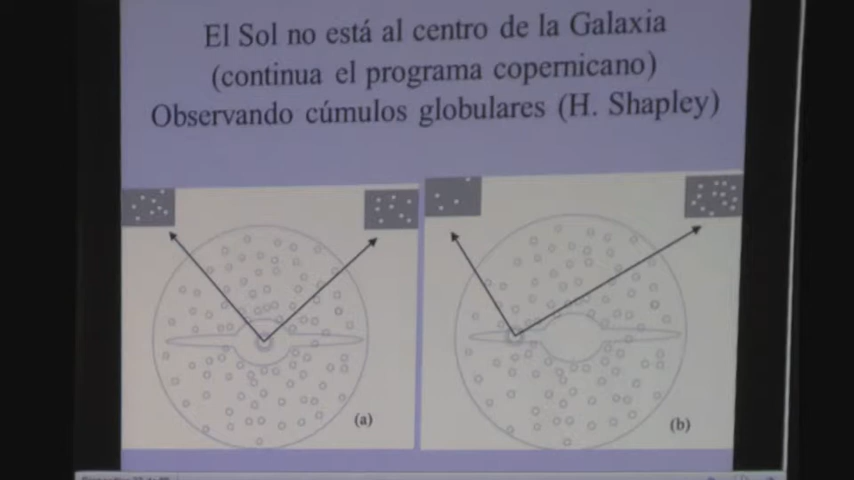 El Sol no está al centro de la Galaxia
(continua el programa copernicano)
Observando cúmulos globulares (H. Shapley)
(a)
(b)